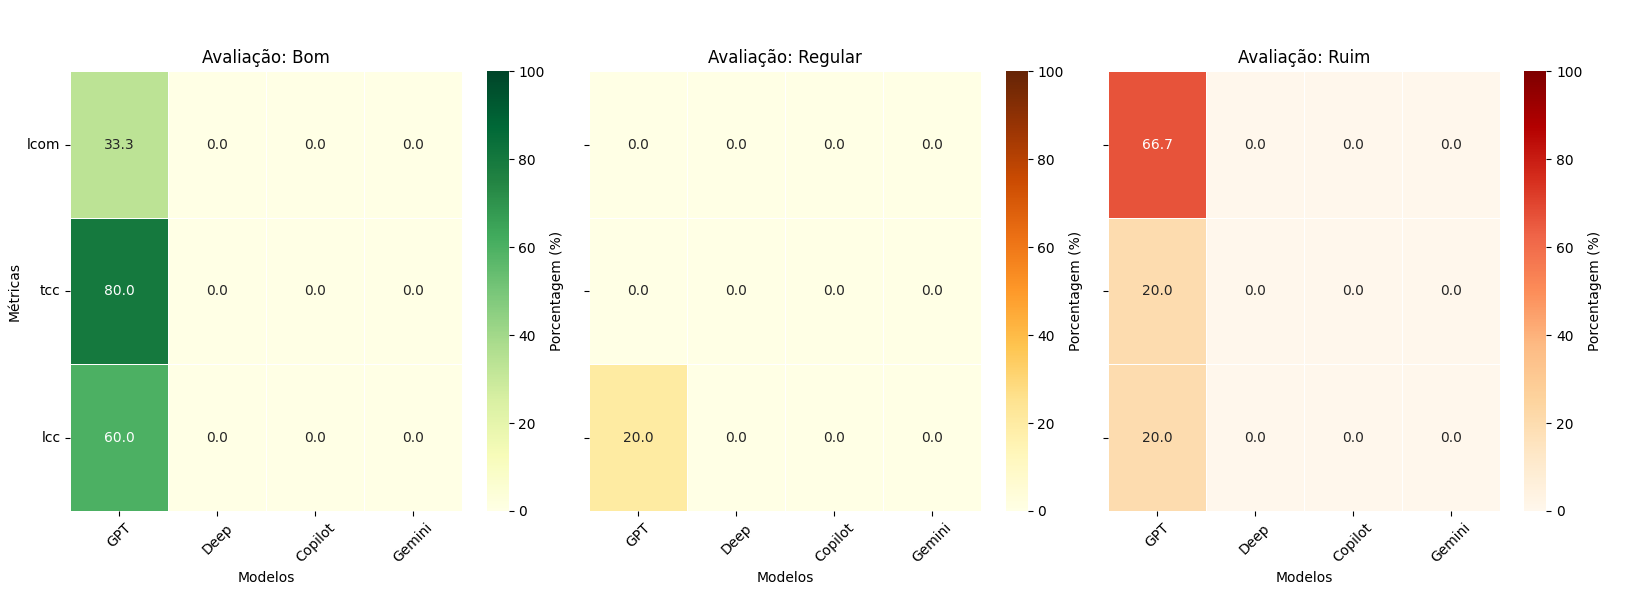 Avaliação: Bom
Métricas
lcom
tcc
lcc
33.3 0.0 0.0 0.0
80.0 0.0 0.0 0.0
60.0 0.0 0.0 0.0
GPT Deep Copilot Gemini
Modelos
100
80
60
40
20
0
Porcentagem (%)
Avaliação: Regular
0.0 0.0 0.0 0.0
0.0 0.0 0.0 0.0
20.0 0.0 0.0 0.0
GPT Deep Copilot Gemini
Modelos
100
80
60
40
20
0
Porcentagem (%)
Avaliação: Ruim
66.7 0.0 0.0 0.0
20.0 0.0 0.0 0.0
20.0 0.0 0.0 0.0
GPT Deep Copilot Gemini
Modelos
100
80
60
40
20
0
Porcentagem (%)